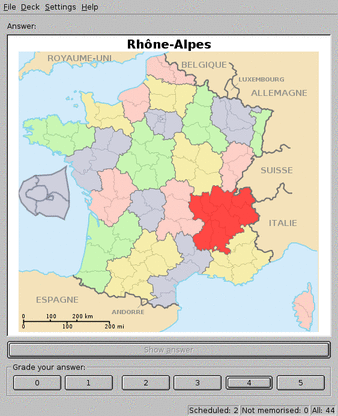 File Deck Settings Help
Answer:
Rhône-Alpes
ROYAUME-UNI
BELGIQUE
LUXEMBOURG
ALLEMAGNE
SUISSE
ITALIE
ESPAGNE
ANDORRE
0 100 200 km
0 100 200 mi
Show answer
Grade your answer:
0 1 2 3 4 5
Scheduled: 2 Not memorised: 0 All: 44